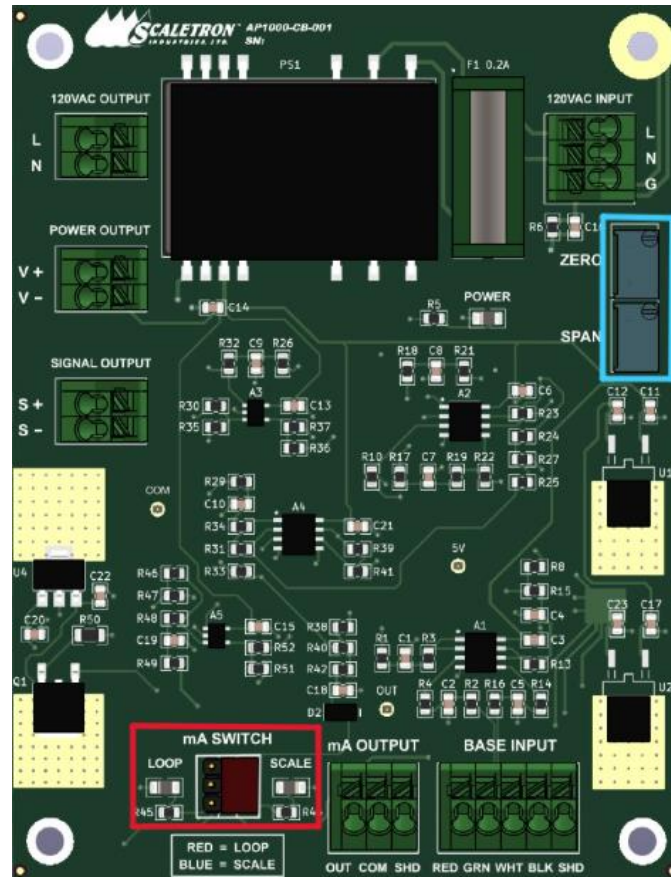 SCALETRON™ AP1000-CB-001
INDUSTRIES, LTD. SN:
PS1
F1 0.2A
120VAC OUTPUT
L
N
120VAC INPUT
L
N
G
R6
POWER OUTPUT
V +
V -
ZERO
SPAN
C14
R5
POWER
SIGNAL OUTPUT
S +
S -
R32 C9 R26
R18 C8 R21
A3
A2
C6
C12 C11
R30
C13
R23
R35
R37
R24
R36
R27
R10 R17 C7 R19 R22
R25
COM
R29
C10
A4
R34
C21
R31
R39
R33
R41
5V
U4
C22
R46
R47
R8
R15
C20
R50
R48
A5
C15
R38
C4
C23 C17
C19
R52
R40
R1 C1 R3
A1
C3
R49
R51
R42
R13
Q1
C18
R4 C2 R2 R16 C5 R14
D2
OUT
mA SWITCH
LOOP
SCALE
mA OUTPUT
BASE INPUT
R45
RED = LOOP
BLUE = SCALE
OUT COM SHD
RED GRN WHT BLK SHD